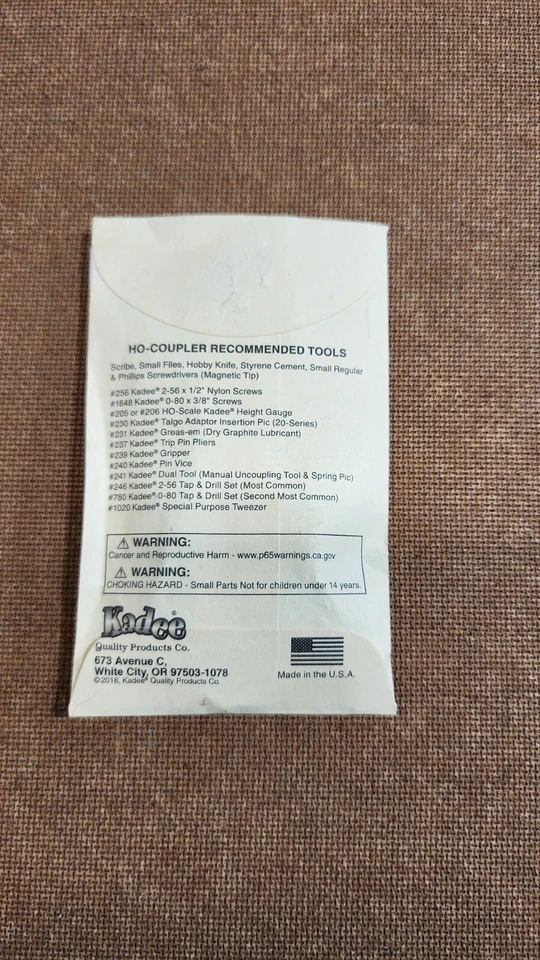 HO-COUPLER RECOMMENDED TOOLS
Scribe, Small Files, Hobby Knife, Styrene Cement, Small Regular
& Phillips Screwdrivers (Magnetic Tip)
#256 Kadee® 2-56 x 1/2" Nylon Screws
#1648 Kadee® 0-80 x 3/8" Screws
#205 or #206 HO-Scale Kadee® Height Gauge
#230 Kadee® Talgo Adaptor Insertion Pic (20-Series)
#231 Kadee® Greas-em (Dry Graphite Lubricant)
#237 Kadee® Trip Pin Pliers
#239 Kadee® Gripper
#240 Kadee® Pin Vice
#241 Kadee® Dual Tool (Manual Uncoupling Tool & Spring Pic)
#246 Kadee® 2-56 Tap & Drill Set (Most Common)
#780 Kadee® 0-80 Tap & Drill Set (Second Most Common)
#1020 Kadee® Special Purpose Tweezer
⚠ WARNING:
Cancer and Reproductive Harm - www.p65warnings.ca.gov
⚠ WARNING:
CHOKING HAZARD - Small Parts Not for children under 14 years.
Kadee®
Quality Products Co.
673 Avenue C,
White City, OR 97503-1078
©2018, Kadee® Quality Products Co.
Made in the U.S.A.